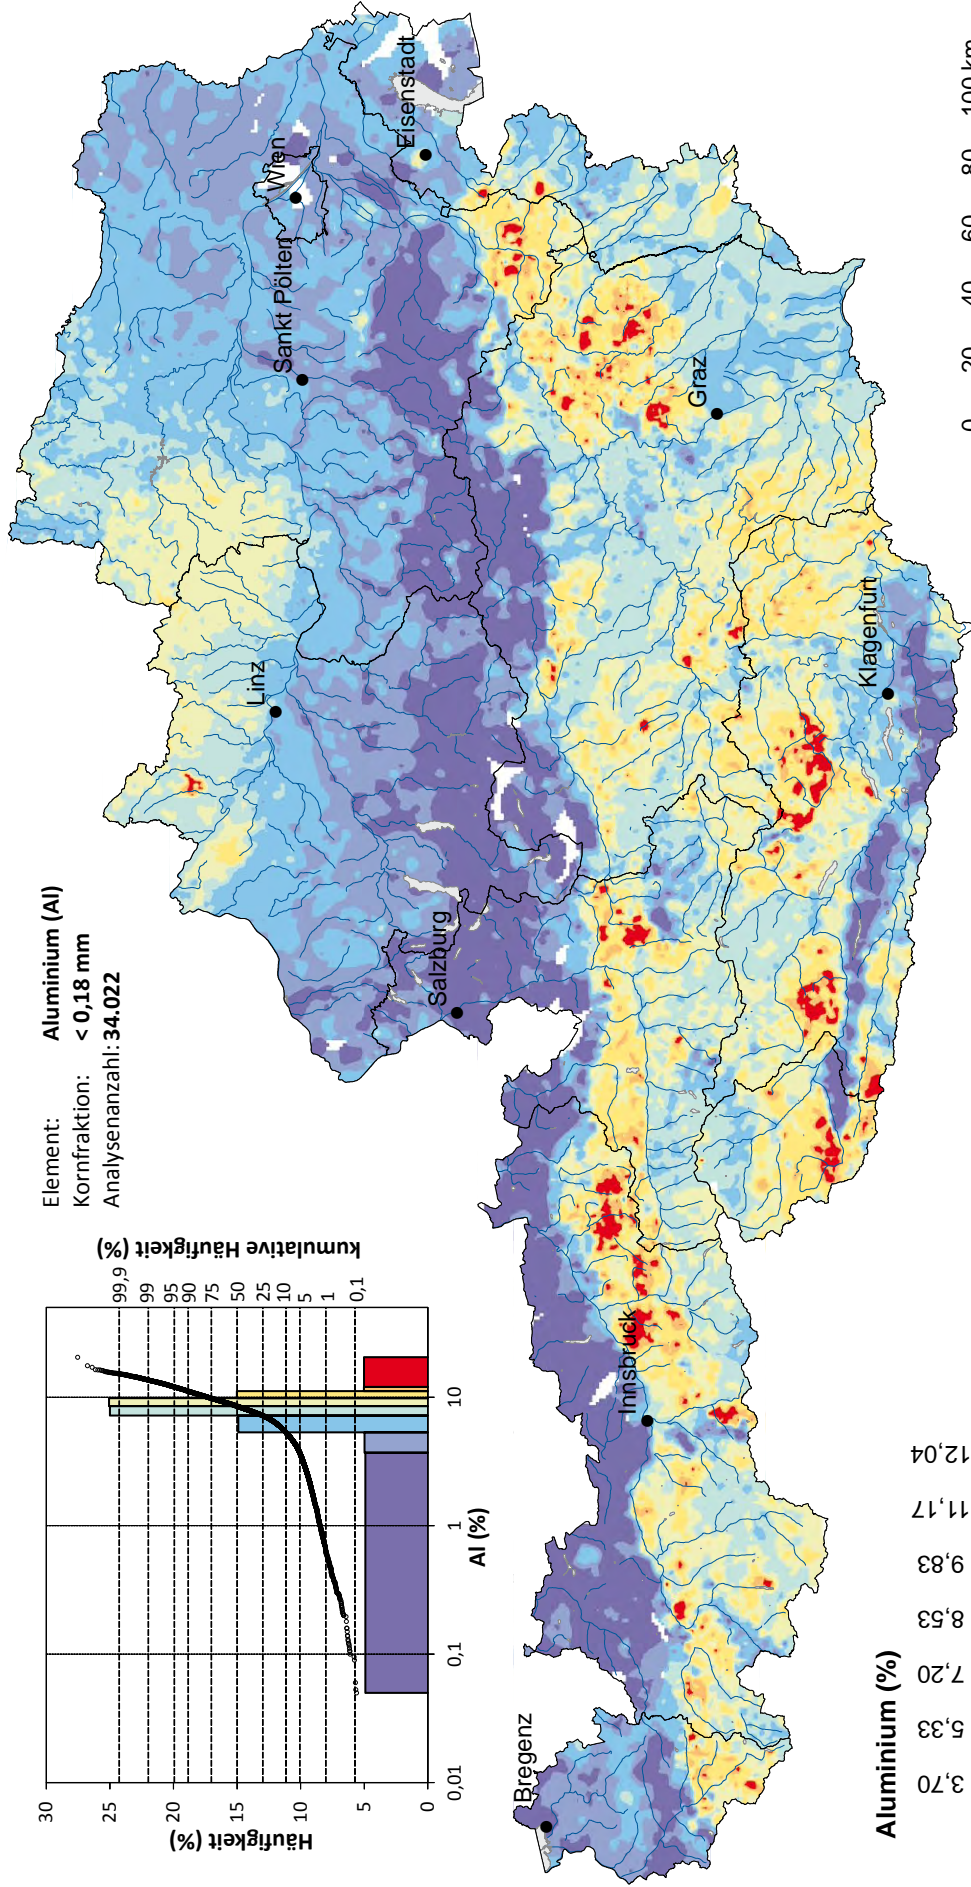 Element: Aluminium (Al)
Kornfraktion: < 0,18 mm
Analysenanzahl: 34.022
kumulative Häufigkeit (%)
99,9
99
95
90
75
50
25
10
5
1
0,1
Häufigkeit (%)
30
25
20
15
10
5
0
0,01
0,1
1
10
Al (%)
Linz
Wien
Sankt Pölten
Eisenstadt
Salzburg
Bregenz
Innsbruck
Graz
Klagenfurt
Aluminium (%)
3,70
5,33
7,20
8,53
9,83
11,17
12,04
0
20
40
60
80
100 km